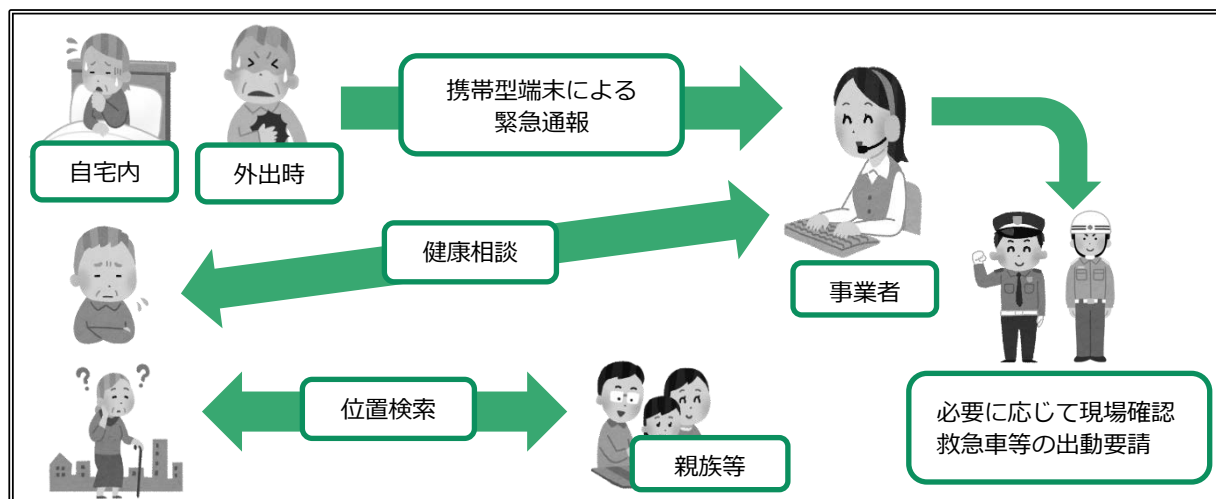 携帯型端末による
緊急通報
自宅内
外出時
健康相談
事業者
位置検索
親族等
必要に応じて現場確認
救急車等の出動要請